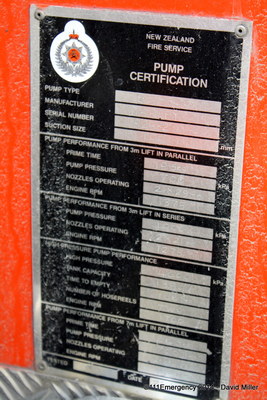 NEW ZEALAND
FIRE SERVICE
PUMP
CERTIFICATION
PUMP TYPE
MANUFACTURER
SERIAL NUMBER
SUCTION SIZE mm
PUMP PERFORMANCE FROM 3m LIFT IN PARALLEL
PRIME TIME
PUMP PRESSURE kPa
NOZZLES OPERATING
ENGINE RPM
PUMP PERFORMANCE FROM 3m LIFT IN SERIES
PUMP PRESSURE kPa
NOZZLES OPERATING
ENGINE RPM
HIGH-PRESSURE PUMP PERFORMANCE
HIGH PRESSURE kPa
TANK CAPACITY
TIME TO EMPTY
NUMBER OF HOSEREELS
ENGINE RPM
PUMP PERFORMANCE FROM LIFT IN PARALLEL
PRIME TIME
PUMP PRESSURE
NOZZLES OPERATING
ENGINE RPM
TESTED DATE
111Emergency David Miller